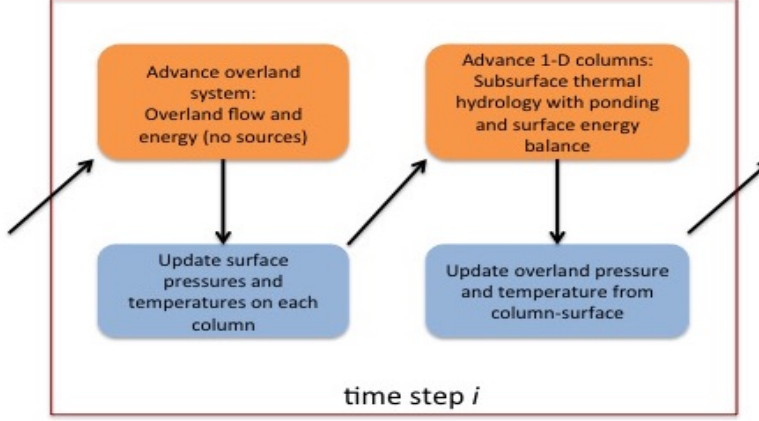 Advance overland
system:
Overland flow and
energy (no sources)
Update surface
pressures and
temperatures on each
column
Advance 1-D columns:
Subsurface thermal
hydrology with ponding
and surface energy
balance
Update overland pressure
and temperature from
column-surface
time step i